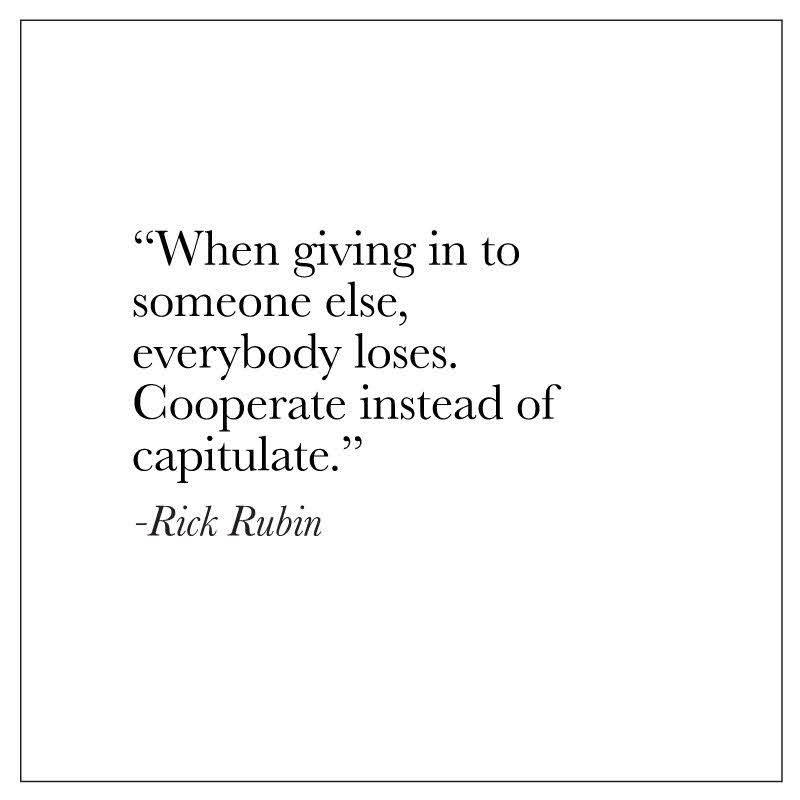 “When giving in to
someone else,
everybody loses.
Cooperate instead of
capitulate.”
-Rick Rubin